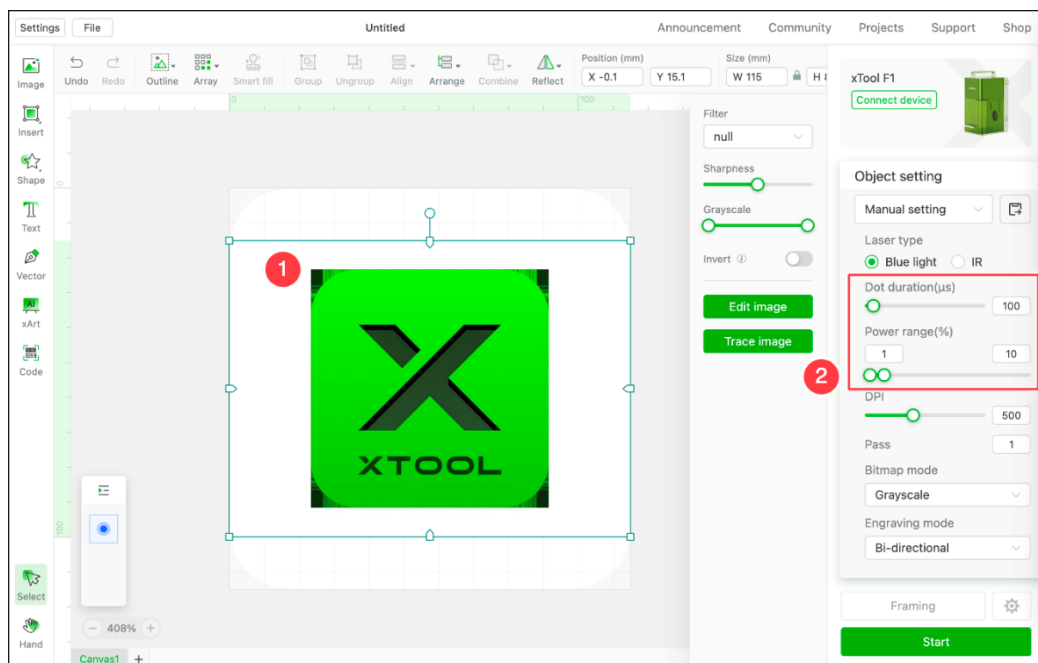 Settings File Untitled Announcement Community Projects Support Shop
Image
Undo Redo Outline Array Smart fill Group Ungroup Align Arrange Combine Reflect
Position (mm) Size (mm)
X -0.1 Y 15.1 W 115 H
Insert
Shape
Text
Vector
AI
xArt
Code
Select
Hand
0 100
0
100
1
XTOOL
408%
Canvas1
Filter
null
Sharpness
Grayscale
Invert
Edit image
Trace image
2
xTool F1
Connect device
Object setting
Manual setting
Laser type
Blue light IR
Dot duration(µs)
100
Power range(%)
1 10
DPI
500
Pass 1
Bitmap mode
Grayscale
Engraving mode
Bi-directional
Framing
Start